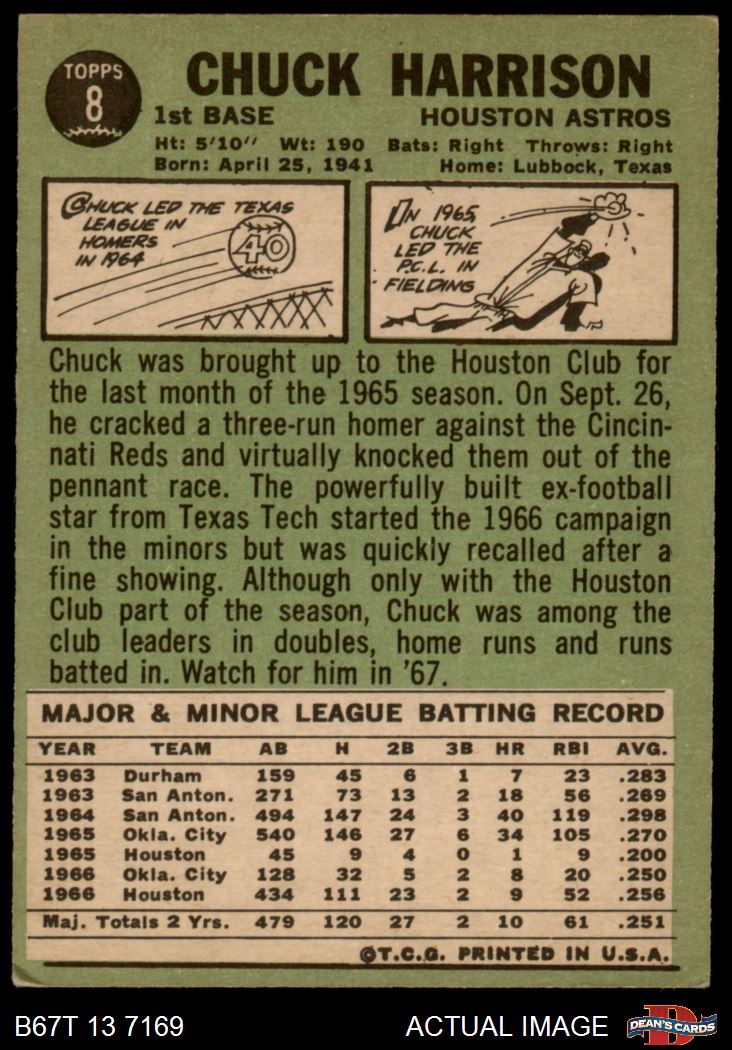 TOPPS
8
CHUCK HARRISON
1st BASE HOUSTON ASTROS
Ht: 5'10" Wt: 190 Bats: Right Throws: Right
Born: April 25, 1941 Home: Lubbock, Texas
CHUCK LED THE TEXAS
LEAGUE IN
HOMERS
IN 1964
40
IN 1965,
CHUCK
LED THE
P.C.L. IN
FIELDING
Chuck was brought up to the Houston Club for
the last month of the 1965 season. On Sept. 26,
he cracked a three-run homer against the Cincin-
nati Reds and virtually knocked them out of the
pennant race. The powerfully built ex-football
star from Texas Tech started the 1966 campaign
in the minors but was quickly recalled after a
fine showing. Although only with the Houston
Club part of the season, Chuck was among the
club leaders in doubles, home runs and runs
batted in. Watch for him in '67.
MAJOR & MINOR LEAGUE BATTING RECORD
YEAR TEAM AB H 2B 3B HR RBI AVG.
1963 Durham 159 45 6 1 7 23 .283
1963 San Anton. 271 73 13 2 18 56 .269
1964 San Anton. 494 147 24 3 40 119 .298
1965 Okla. City 540 146 27 6 34 105 .270
1965 Houston 45 9 4 0 1 9 .200
1966 Okla. City 128 32 5 2 8 20 .250
1966 Houston 434 111 23 2 9 52 .256
Maj. Totals 2 Yrs. 479 120 27 2 10 61 .251
©T.C.G. PRINTED IN U.S.A.
B67T 13 7169 ACTUAL IMAGE
D
DEAN'S CARDS